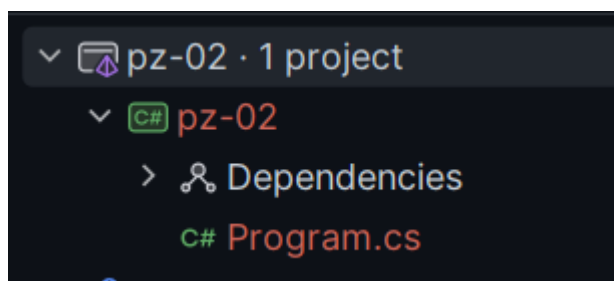 pz-02 · 1 project
C# pz-02
Dependencies
C# Program.cs